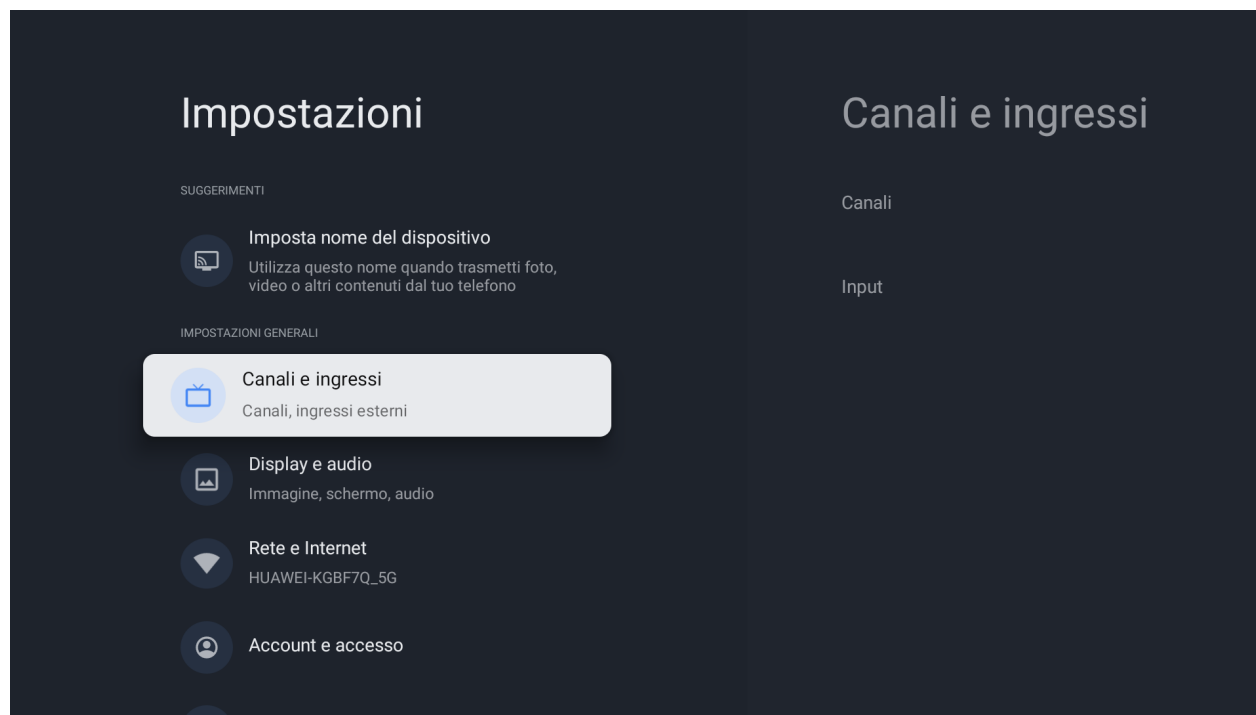 Impostazioni
SUGGERIMENTI
Imposta nome del dispositivo
Utilizza questo nome quando trasmetti foto,
video o altri contenuti dal tuo telefono
IMPOSTAZIONI GENERALI
Canali e ingressi
Canali, ingressi esterni
Display e audio
Immagine, schermo, audio
Rete e Internet
HUAWEI-KGBF7Q_5G
Account e accesso
Canali e ingressi
Canali
Input